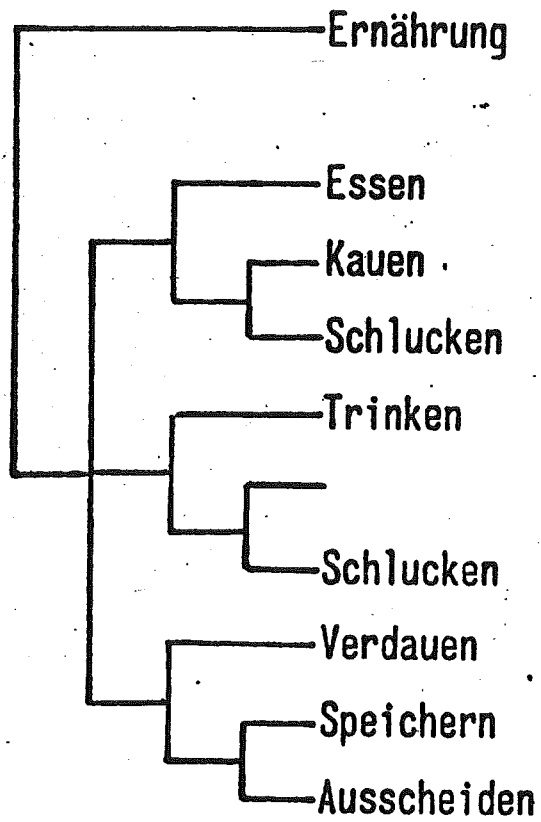 Ernährung
Essen
Kauen
Schlucken
Trinken
Schlucken
Verdauen
Speichern
Ausscheiden